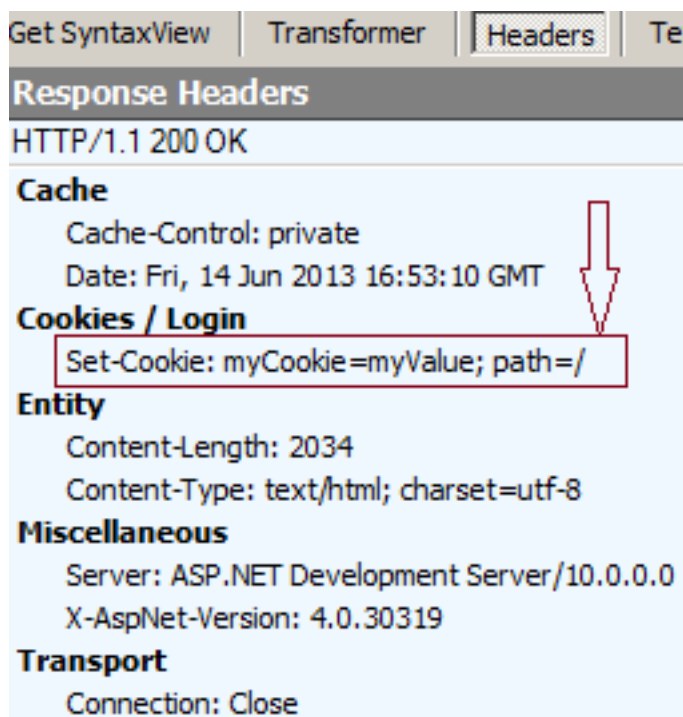 Get SyntaxView Transformer Headers Te
Response Headers
HTTP/1.1 200 OK
Cache
Cache-Control: private
Date: Fri, 14 Jun 2013 16:53:10 GMT
Cookies / Login
Set-Cookie: myCookie=myValue; path=/
Entity
Content-Length: 2034
Content-Type: text/html; charset=utf-8
Miscellaneous
Server: ASP.NET Development Server/10.0.0.0
X-AspNet-Version: 4.0.30319
Transport
Connection: Close